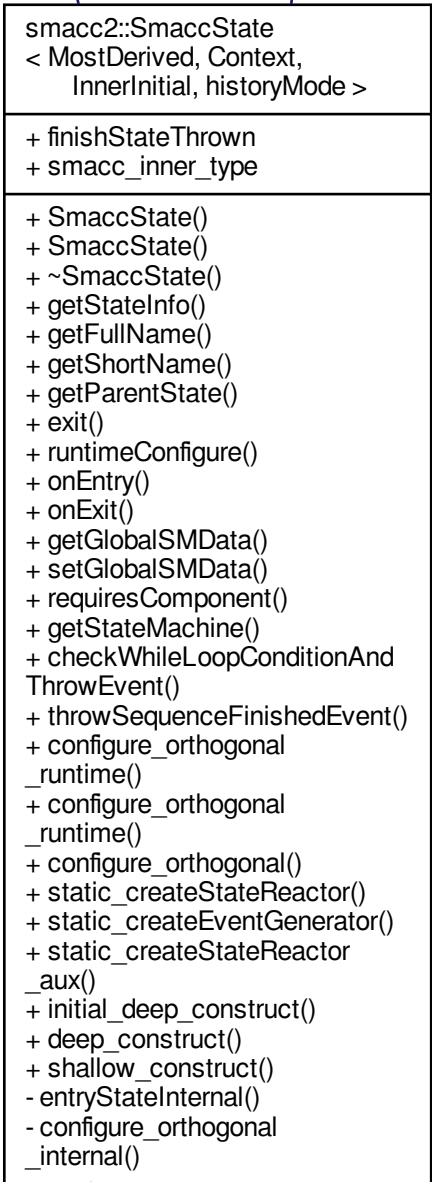 smacc2::SmaccState
< MostDerived, Context,
InnerInitial, historyMode >
+ finishStateThrown
+ smacc_inner_type
+ SmaccState()
+ SmaccState()
+ ~SmaccState()
+ getStateInfo()
+ getFullName()
+ getShortName()
+ getParentState()
+ exit()
+ runtimeConfigure()
+ onEntry()
+ onExit()
+ getGlobalSMData()
+ setGlobalSMData()
+ requiresComponent()
+ getStateMachine()
+ checkWhileLoopConditionAnd
ThrowEvent()
+ throwSequenceFinishedEvent()
+ configure_orthogonal
_runtime()
+ configure_orthogonal
_runtime()
+ configure_orthogonal()
+ static_createStateReactor()
+ static_createEventGenerator()
+ static_createStateReactor
_aux()
+ initial_deep_construct()
+ deep_construct()
+ shallow_construct()
- entryStateInternal()
- configure_orthogonal
_internal()